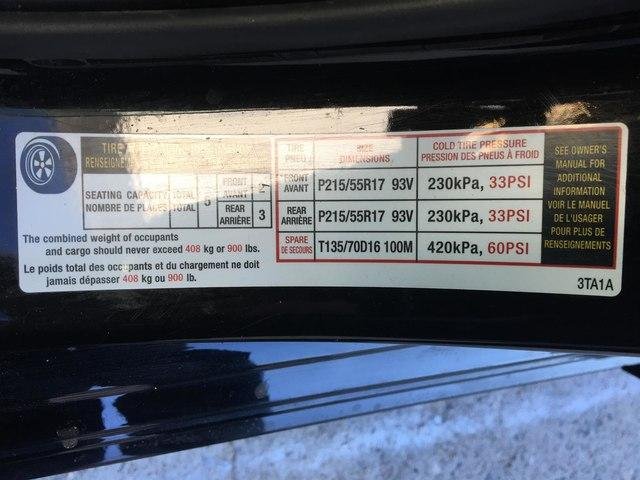 TIRE
RENSEIGNEMENT
SEATING CAPACITY
NOMBRE DE PLACES
TOTAL
TOTAL
5
FRONT
AVANT
2
REAR
ARRIÈRE
3
The combined weight of occupants
and cargo should never exceed 408 kg or 900 lbs.
Le poids total des occupants et du chargement ne doit
jamais dépasser 408 kg ou 900 lb.
TIRE
PNEU
SIZE
DIMENSIONS
COLD TIRE PRESSURE
PRESSION DES PNEUS À FROID
FRONT
AVANT
P215/55R17 93V
230kPa, 33PSI
REAR
ARRIÈRE
P215/55R17 93V
230kPa, 33PSI
SPARE
DE SECOURS
T135/70D16 100M
420kPa, 60PSI
SEE OWNER'S
MANUAL FOR
ADDITIONAL
INFORMATION
VOIR LE MANUEL
DE L'USAGER
POUR PLUS DE
RENSEIGNEMENTS
3TA1A